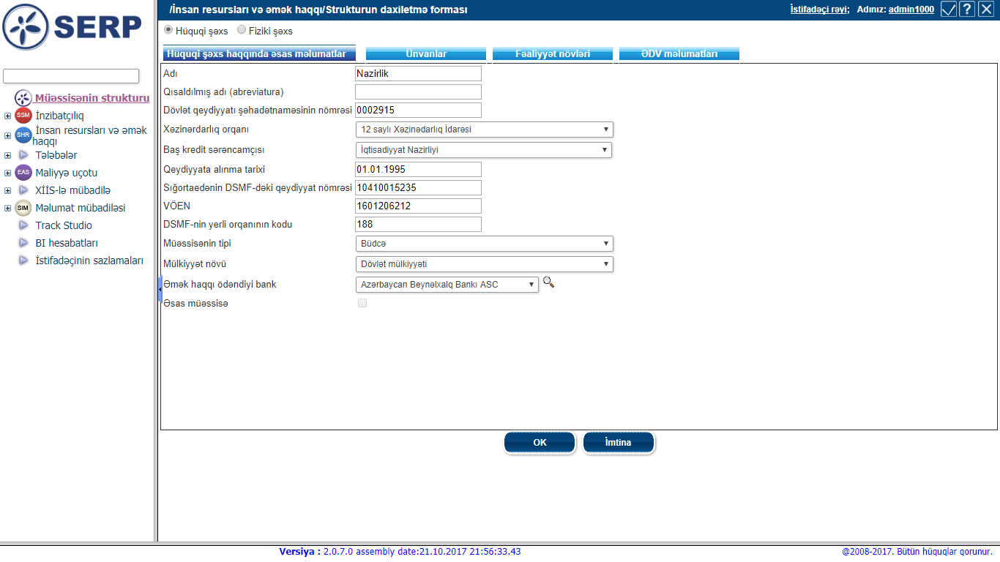 SERP
/İnsan resursları və əmək haqqı/Strukturun daxiletmə forması
İstifadəçi rəyi; Adınız: admin1000 ?
Hüquqi şəxs Fiziki şəxs
Hüquqi şəxs haqqında əsas məlumatlar Ünvanlar Fəaliyyət növləri ƏDV məlumatları
Müəssisənin strukturu
SSM İnzibatçılıq
SHR İnsan resursları və əmək
haqqı
Tələbələr
EAS Maliyyə uçotu
XİİS-lə mübadilə
SIM Məlumat mübadiləsi
Track Studio
BI hesabatları
İstifadəçinin sazlamaları
Adı Nazirlik
Qısaldılmış adı (abreviatura)
Dövlət qeydiyyatı şəhadətnaməsinin nömrəsi 0002915
Xəzinərdarlıq orqanı 12 saylı Xəzinədarlıq İdarəsi
Baş kredit sərəncamçısı İqtisadiyyat Nazirliyi
Qeydiyyata alınma tarixi 01.01.1995
Sığortaedənin DSMF-dəki qeydiyyat nömrəsi 10410015235
VÖEN 1601206212
DSMF-nin yerli orqanının kodu 188
Müəssisənin tipi Büdcə
Mülkiyyət növü Dövlət mülkiyyəti
Əmək haqqı ödəndiyi bank Azərbaycan Beynəlxalq Bankı ASC
Əsas müəssisə
OK İmtina
Versiya : 2.0.7.0 assembly date:21.10.2017 21:56:33.43
@2008-2017. Bütün hüquqlar qorunur.